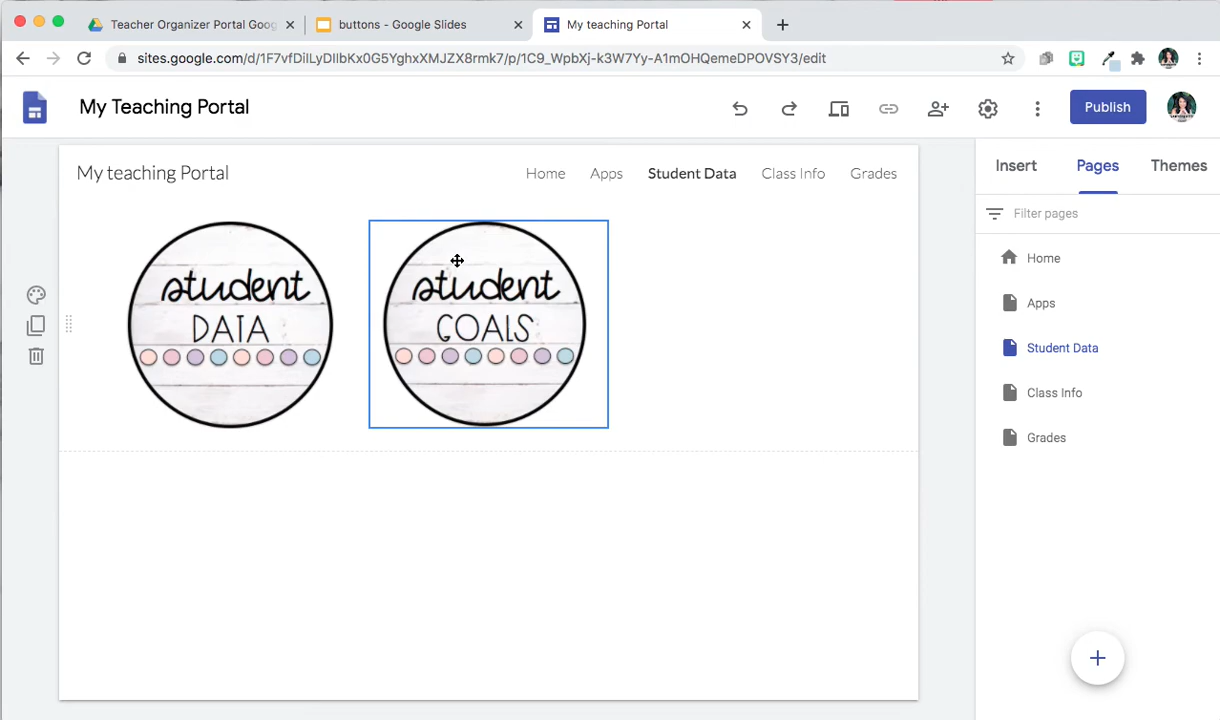 Teacher Organizer Portal Goog
buttons - Google Slides
My teaching Portal
sites.google.com/d/1F7vfDiILyDIIbKx0G5YghxXMJZX8rmk7/p/1C9_WpbXj-k3W7Yy-A1mOHQemeDPOVSY3/edit
My Teaching Portal
Publish
My teaching Portal
Home Apps Student Data Class Info Grades
Insert Pages Themes
Filter pages
Home
Apps
Student Data
Class Info
Grades
student
DATA
student
GOALS